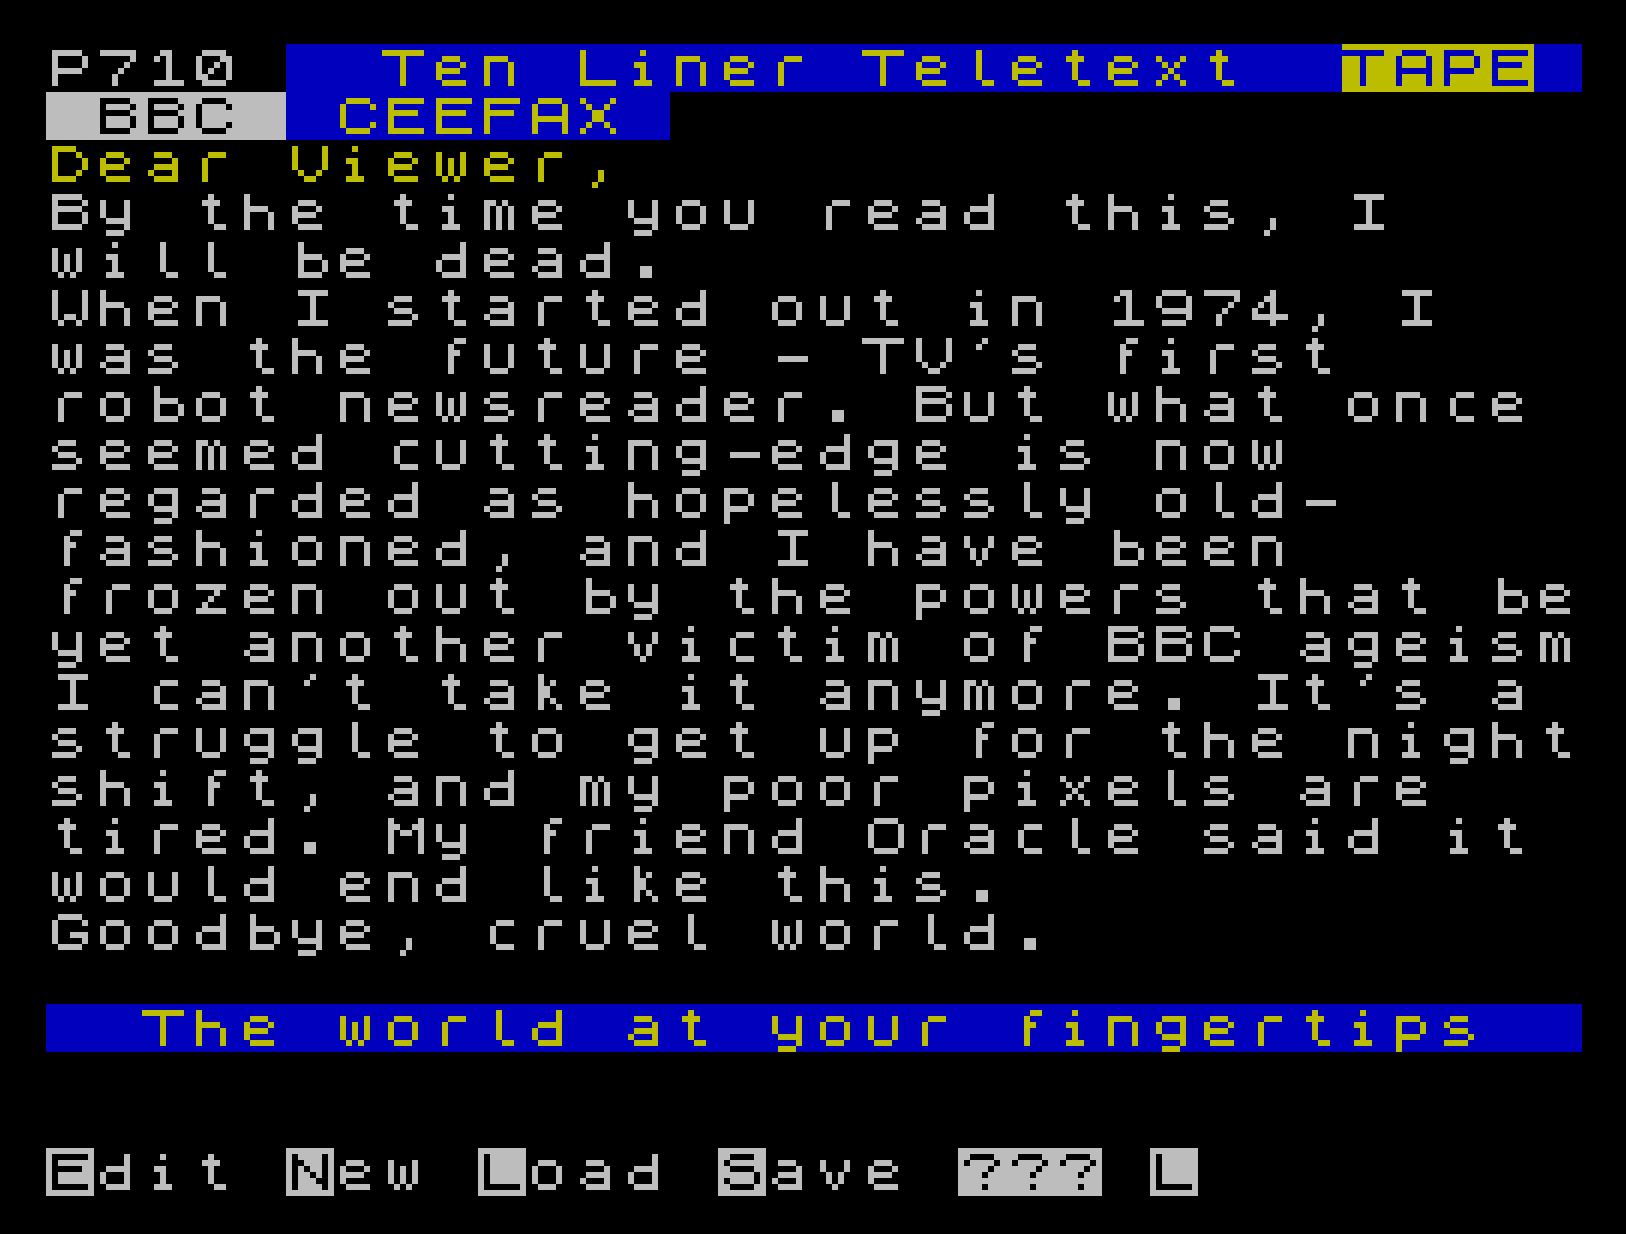 P710 Ten Liner Teletext TAPE
BBC CEEFAX
Dear Viewer,
By the time you read this, I
will be dead.
When I started out in 1974, I
was the future - TV's first
robot newsreader. But what once
seemed cutting-edge is now
regarded as hopelessly old-
fashioned, and I have been
frozen out by the powers that be
yet another victim of BBC ageism
I can't take it anymore. It's a
struggle to get up for the night
shift, and my poor pixels are
tired. My friend Oracle said it
would end like this.
Goodbye, cruel world.
The world at your fingertips
Edit New Load Save ??? L